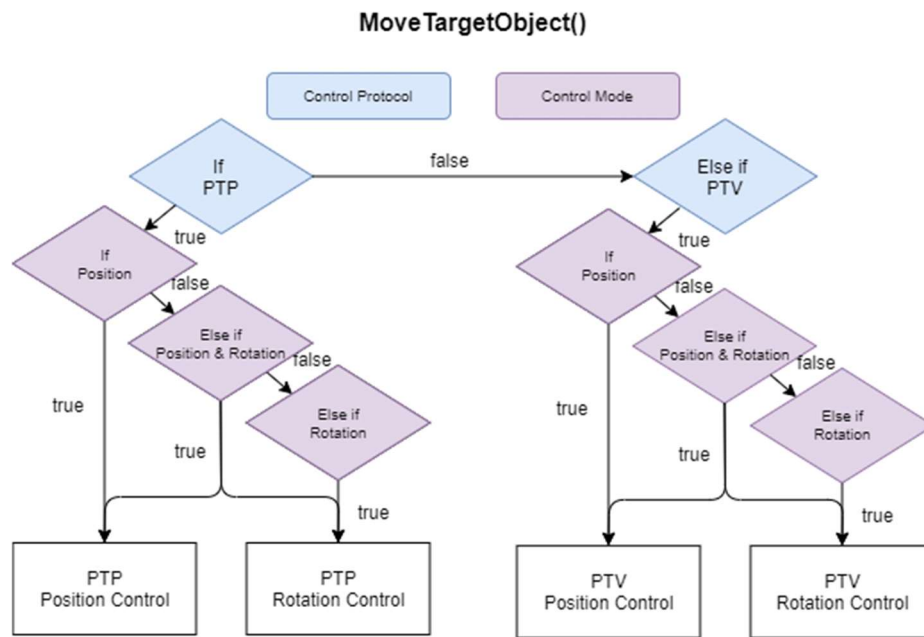 MoveTargetObject()
Control Protocol
Control Mode
If
PTP
false
Else if
PTV
true
If
Position
false
Else if
Position & Rotation
false
Else if
Rotation
true
true
true
PTP
Position Control
PTP
Rotation Control
true
If
Position
false
Else if
Position & Rotation
false
Else if
Rotation
true
true
true
PTV
Position Control
PTV
Rotation Control